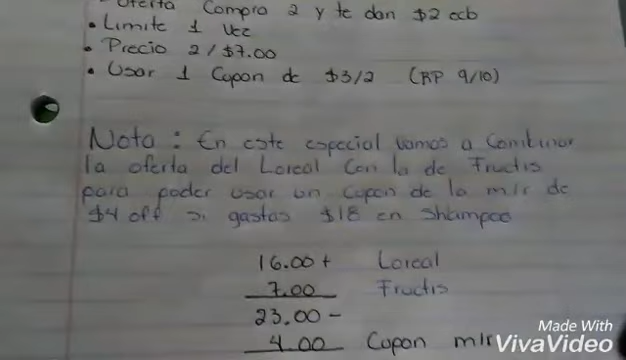 Oferta Compra 2 y te dan $2 ecb
• Limite 1 vez
• Precio 2/$7.00
• Usar 1 Cupon de $3/2 (RP 9/10)
Nota: En este especial vamos a Combinar
la oferta del Loreal Con la de Fructis
para poder usar un cupon de la m/r de
$4 off si gastas $18 en shampoo
16.00+ Loreal
7.00 Fructis
23.00-
4.00 Cupon m/r
Made With
VivaVideo